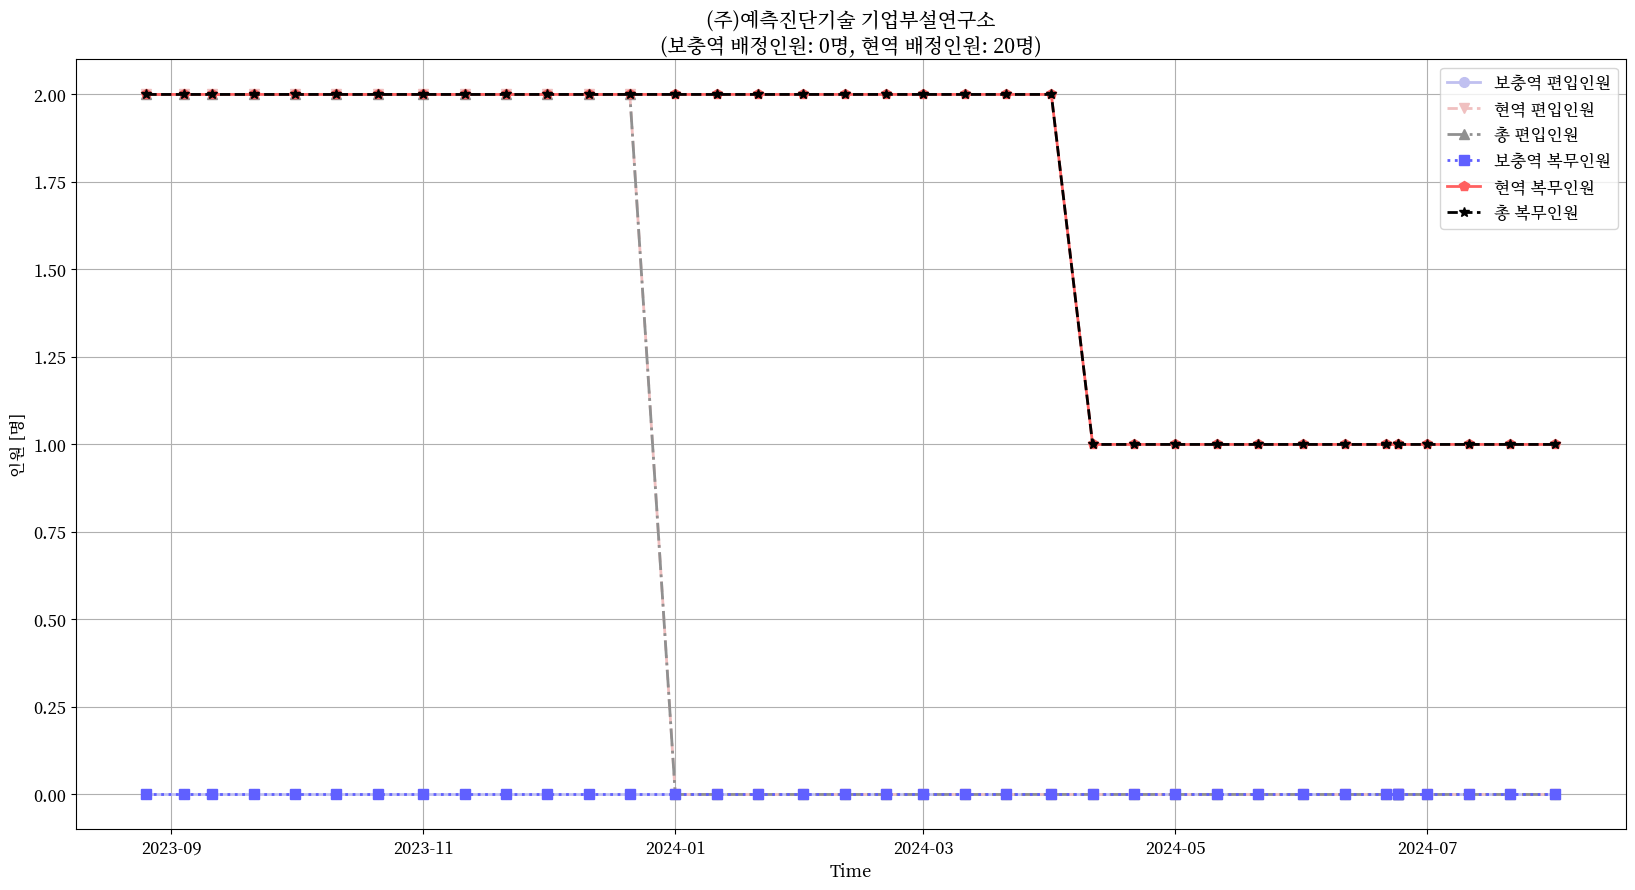 (주)예측진단기술 기업부설연구소
(보충역 배정인원: 0명, 현역 배정인원: 20명)
보충역 편입인원
현역 편입인원
총 편입인원
보충역 복무인원
현역 복무인원
총 복무인원
인원 [명]
2.00
1.75
1.50
1.25
1.00
0.75
0.50
0.25
0.00
2023-09
2023-11
2024-01
2024-03
2024-05
2024-07
Time